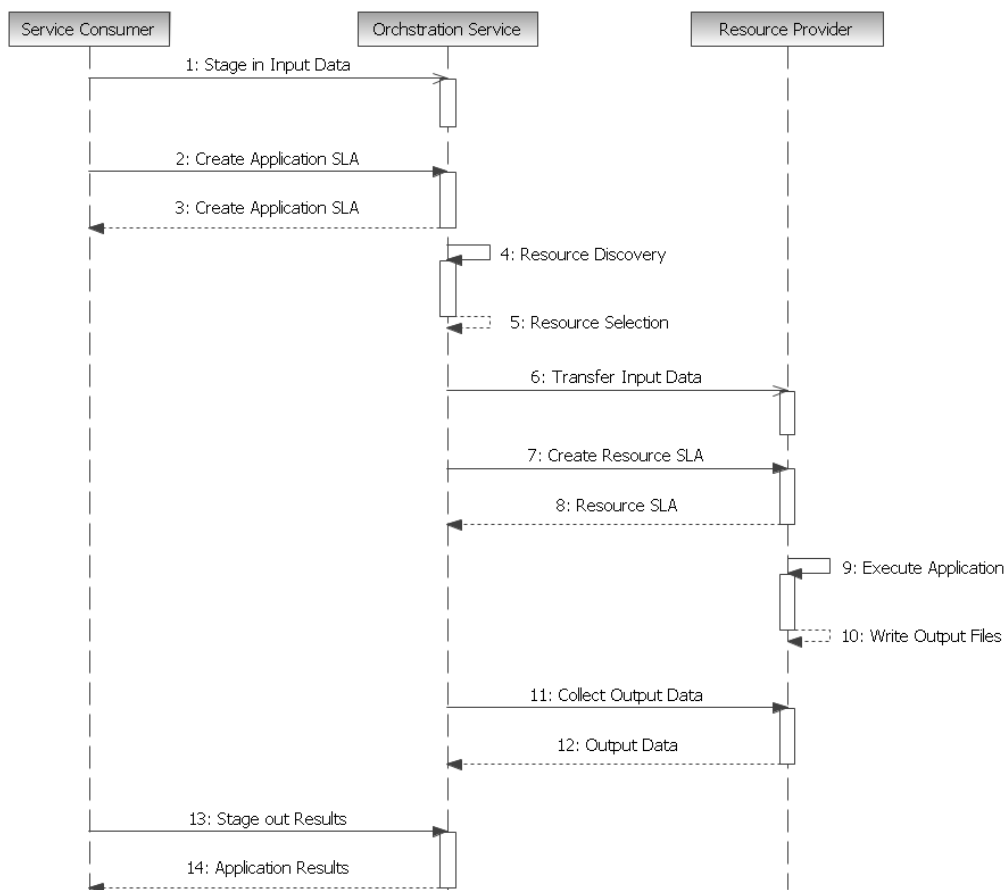 Service Consumer
Orchstration Service
Resource Provider
1: Stage in Input Data
2: Create Application SLA
3: Create Application SLA
4: Resource Discovery
5: Resource Selection
6: Transfer Input Data
7: Create Resource SLA
8: Resource SLA
9: Execute Application
10: Write Output Files
11: Collect Output Data
12: Output Data
13: Stage out Results
14: Application Results